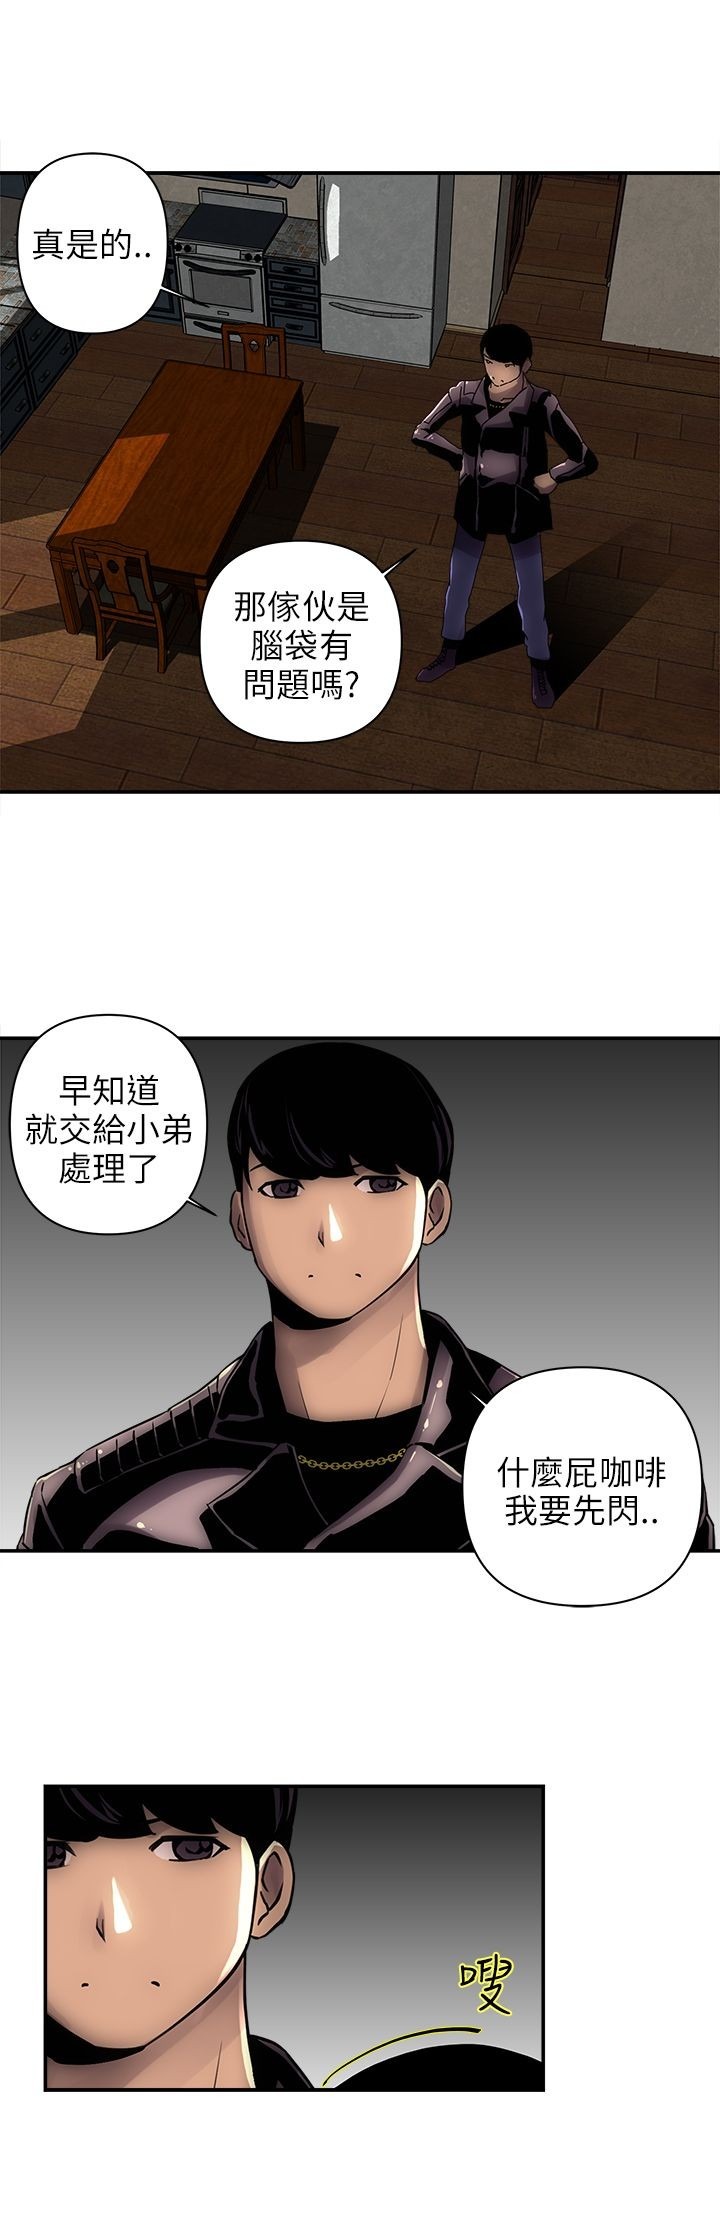 真是的..
那傢伙是
腦袋有
問題嗎?
早知道
就交給小弟
處理了
什麼屁咖啡
我要先閃..
嗖